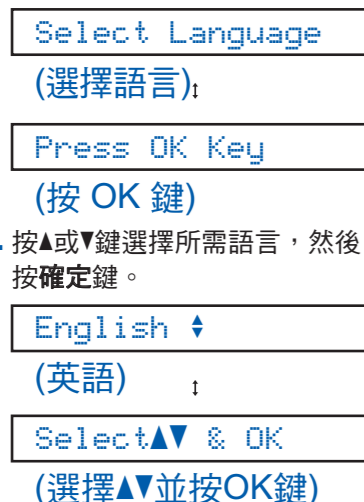 Select Language
(選擇語言)↕
Press OK Key
(按 OK 鍵)
. 按▲或▼鍵選擇所需語言，然後
按確定鍵。
English ♦
(英語) ↕
Select▲▼ & OK
(選擇▲▼並按OK鍵)